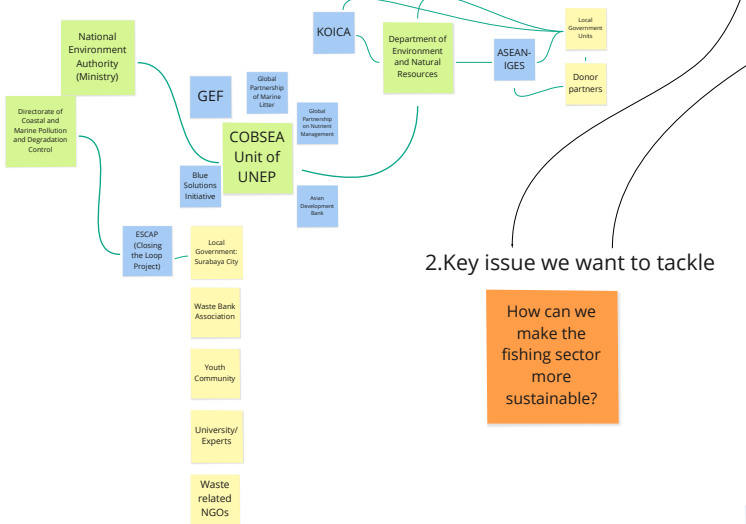 KOICA
Department of
Environment
and Natural
Resources
ASEAN-
IGES
Local
Government
Units
Donor
partners
National
Environment
Authority
(Ministry)
Directorate of
Coastal and
Marine Pollution
and Degradation
Control
GEF
Global
Partnership
of Marine
Litter
Global
Partnership
on Nutrient
Management
COBSEA
Unit of
UNEP
Blue
Solutions
Initiative
Asian
Development
Bank
ESCAP
(Closing
the Loop
Project)
Local
Government:
Surabaya City
Waste Bank
Association
Youth
Community
University/
Experts
Waste
related
NGOs
2.Key issue we want to tackle
How can we
make the
fishing sector
more
sustainable?